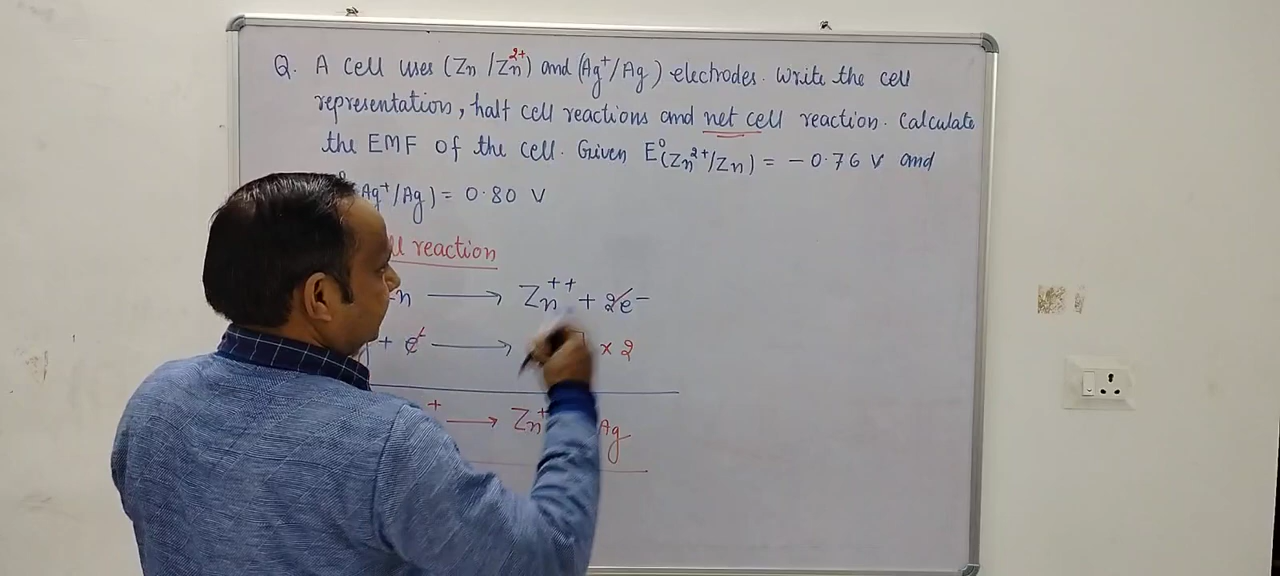 Q. A cell uses (Zn /Zn²⁺) and (Ag⁺/Ag) electrodes. Write the cell
representation, half cell reactions and net cell reaction. Calculate
the EMF of the cell. Given E⁰(Zn²⁺/Zn) = - 0.76 V and
Ag⁺/Ag) = 0.80 V
reaction
n ⟶ Zn⁺⁺ + 2e⁻
+ e⁻ ⟶ × 2
+ ⟶ Zn⁺ Ag